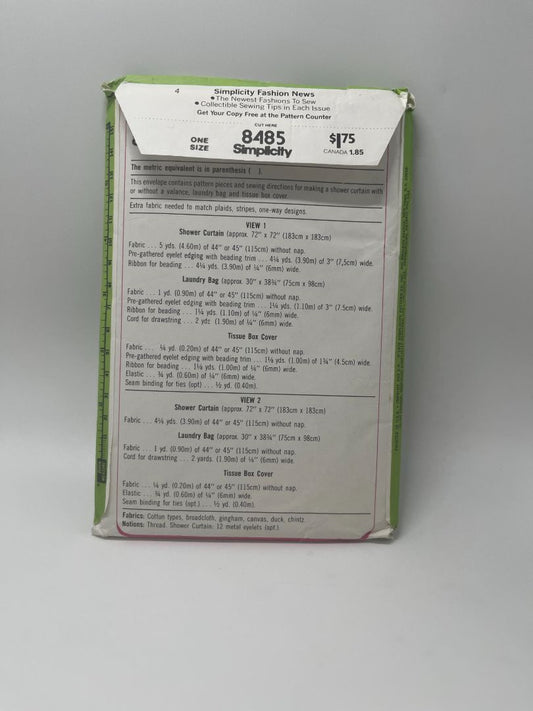 4 Simplicity Fashion News
• The Newest Fashions To Sew
• Collectible Sewing Tips in Each Issue
Get Your Copy Free at the Pattern Counter
CUT HERE
ONE SIZE
8485
Simplicity
$1.75
CANADA 1.85
The metric equivalent is in parenthesis ( ).
This envelope contains pattern pieces and sewing directions for making a shower curtain with
or without a valance, laundry bag and tissue box cover.
Extra fabric needed to match plaids, stripes, one-way designs.
VIEW 1
Shower Curtain (approx. 72" x 72" (183cm x 183cm)
Fabric . . . 5 yds. (4.60m) of 44" or 45" (115cm) without nap.
Pre-gathered eyelet edging with beading trim . . . 4¼ yds. (3.90m) of 3" (7,5cm) wide.
Ribbon for beading . . . 4¼ yds. (3.90m) of ¼" (6mm) wide.
Laundry Bag (approx. 30" x 38¾" (75cm x 98cm)
Fabric . . . 1 yd. (0.90m) of 44" or 45" (115cm) without nap.
Pre-gathered eyelet edging with beading trim . . . 1¼ yds. (1.10m) of 3" (7.5cm) wide.
Ribbon for beading . . . 1¼ yds. (1.10m) of ¼" (6mm) wide.
Cord for drawstring . . . 2 ydz (1.90m) of ¼" (6mm) wide.
Tissue Box Cover
Fabric . . . ¼ yd. (0.20m) of 44" or 45" (115cm) without nap.
Pre-gathered eyelet edging with beading trim . . . 1⅛ yds. (1.00m) of 1¾" (4.5cm) wide.
Ribbon for beading . . . 1⅛ yds. (1.00m) of ¼" (6mm) wide.
Elastic . . . ¾ yd. (0.60m) of ¼" (6mm) wide.
Seam binding for ties (opt.) . . . ½ yd. (0.40m).
VIEW 2
Shower Curtain (approx. 72" x 72" (183cm x 183cm)
Fabric . . . 4¼ yds. (3.90m) of 44" or 45" (115cm) without nap.
Laundry Bag (approx. 30" x 38¾" (75cm x 98cm)
Fabric . . . 1 yd. (0.90m) of 44" or 45" (115cm) without nap.
Cord for drawstring . . . 2 yards. (1.90m) of ¼" (6mm) wide.
Tissue Box Cover
Fabric . . . ¼ yd. (0.20m) of 44" or 45" (115cm) without nap.
Elastic . . . ¾ yd. (0.60m) of ¼" (6mm) wide.
Seam binding for ties (opt.) . . . ½ yd. (0.40m).
Fabrics: Cotton types, broadcloth, gingham, canvas, duck, chintz.
Notions: Thread. Shower Curtain: 12 metal eyelets (opt.).